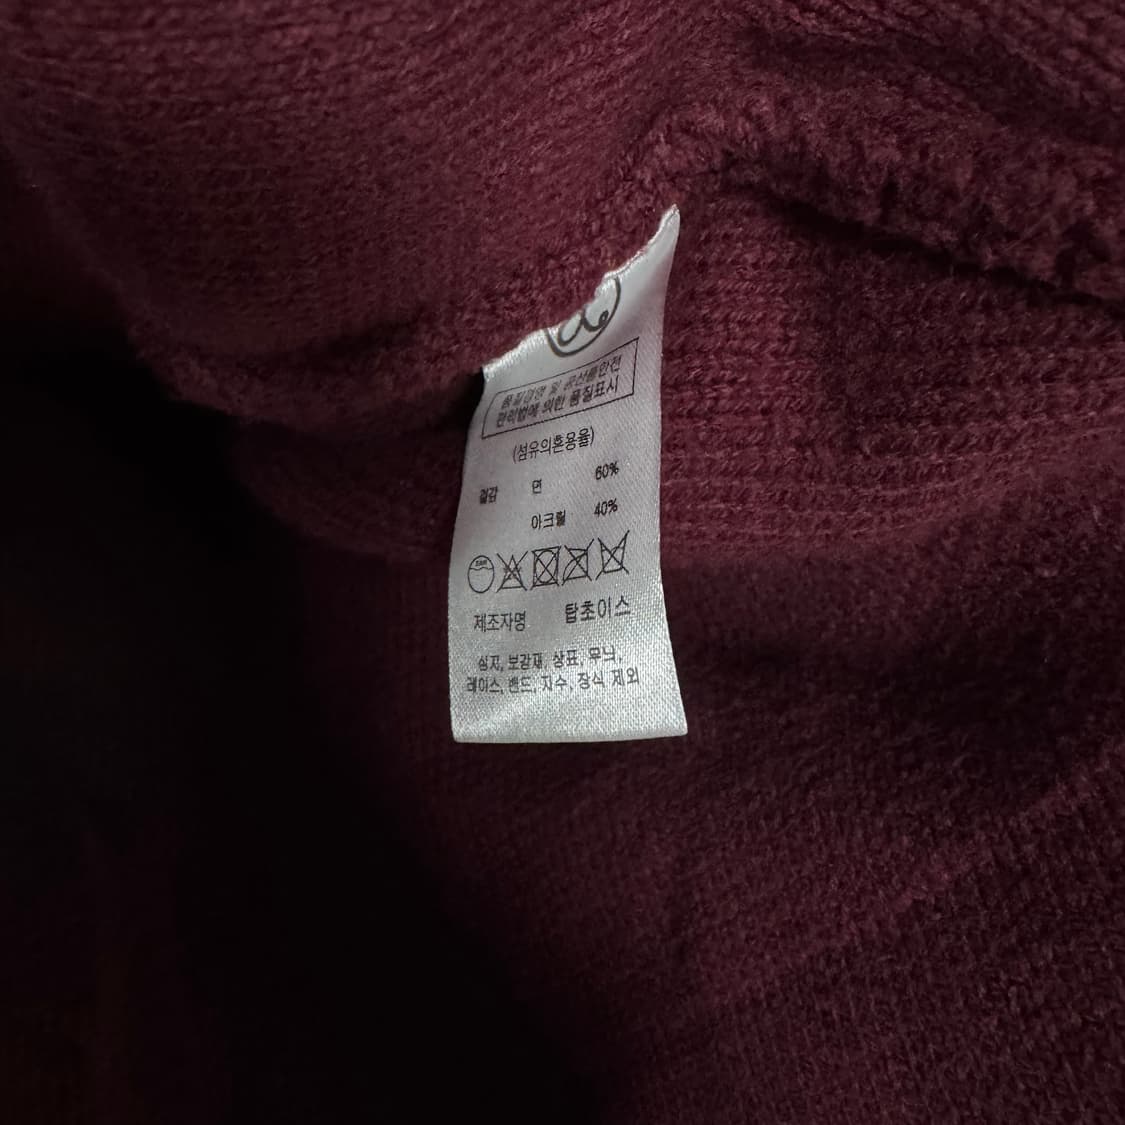 품질경영 및 공산품안전
관리법에 의한 품질표시
(섬유의혼용율)
겉감 면 60%
아크릴 40%
제조자명 탑초이스
심지, 보강재, 상표, 무늬,
레이스, 밴드, 자수, 장식 제외